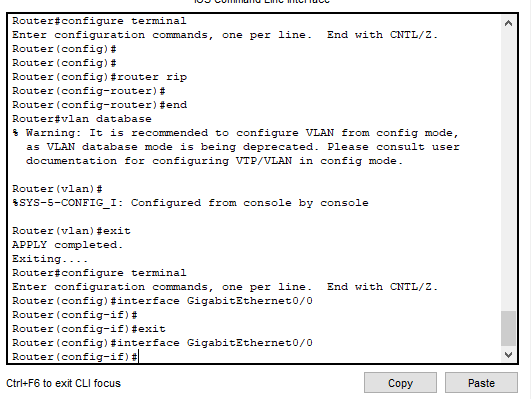 IOS Command Line Interface
Router#configure terminal
Enter configuration commands, one per line.  End with CNTL/Z.
Router(config)#
Router(config)#
Router(config)#router rip
Router(config-router)#
Router(config-router)#end
Router#vlan database
% Warning: It is recommended to configure VLAN from config mode,
  as VLAN database mode is being deprecated. Please consult user
  documentation for configuring VTP/VLAN in config mode.
Router(vlan)#
%SYS-5-CONFIG_I: Configured from console by console
Router(vlan)#exit
APPLY completed.
Exiting....
Router#configure terminal
Enter configuration commands, one per line.  End with CNTL/Z.
Router(config)#interface GigabitEthernet0/0
Router(config-if)#
Router(config-if)#exit
Router(config)#interface GigabitEthernet0/0
Router(config-if)#
Ctrl+F6 to exit CLI focus
Copy
Paste